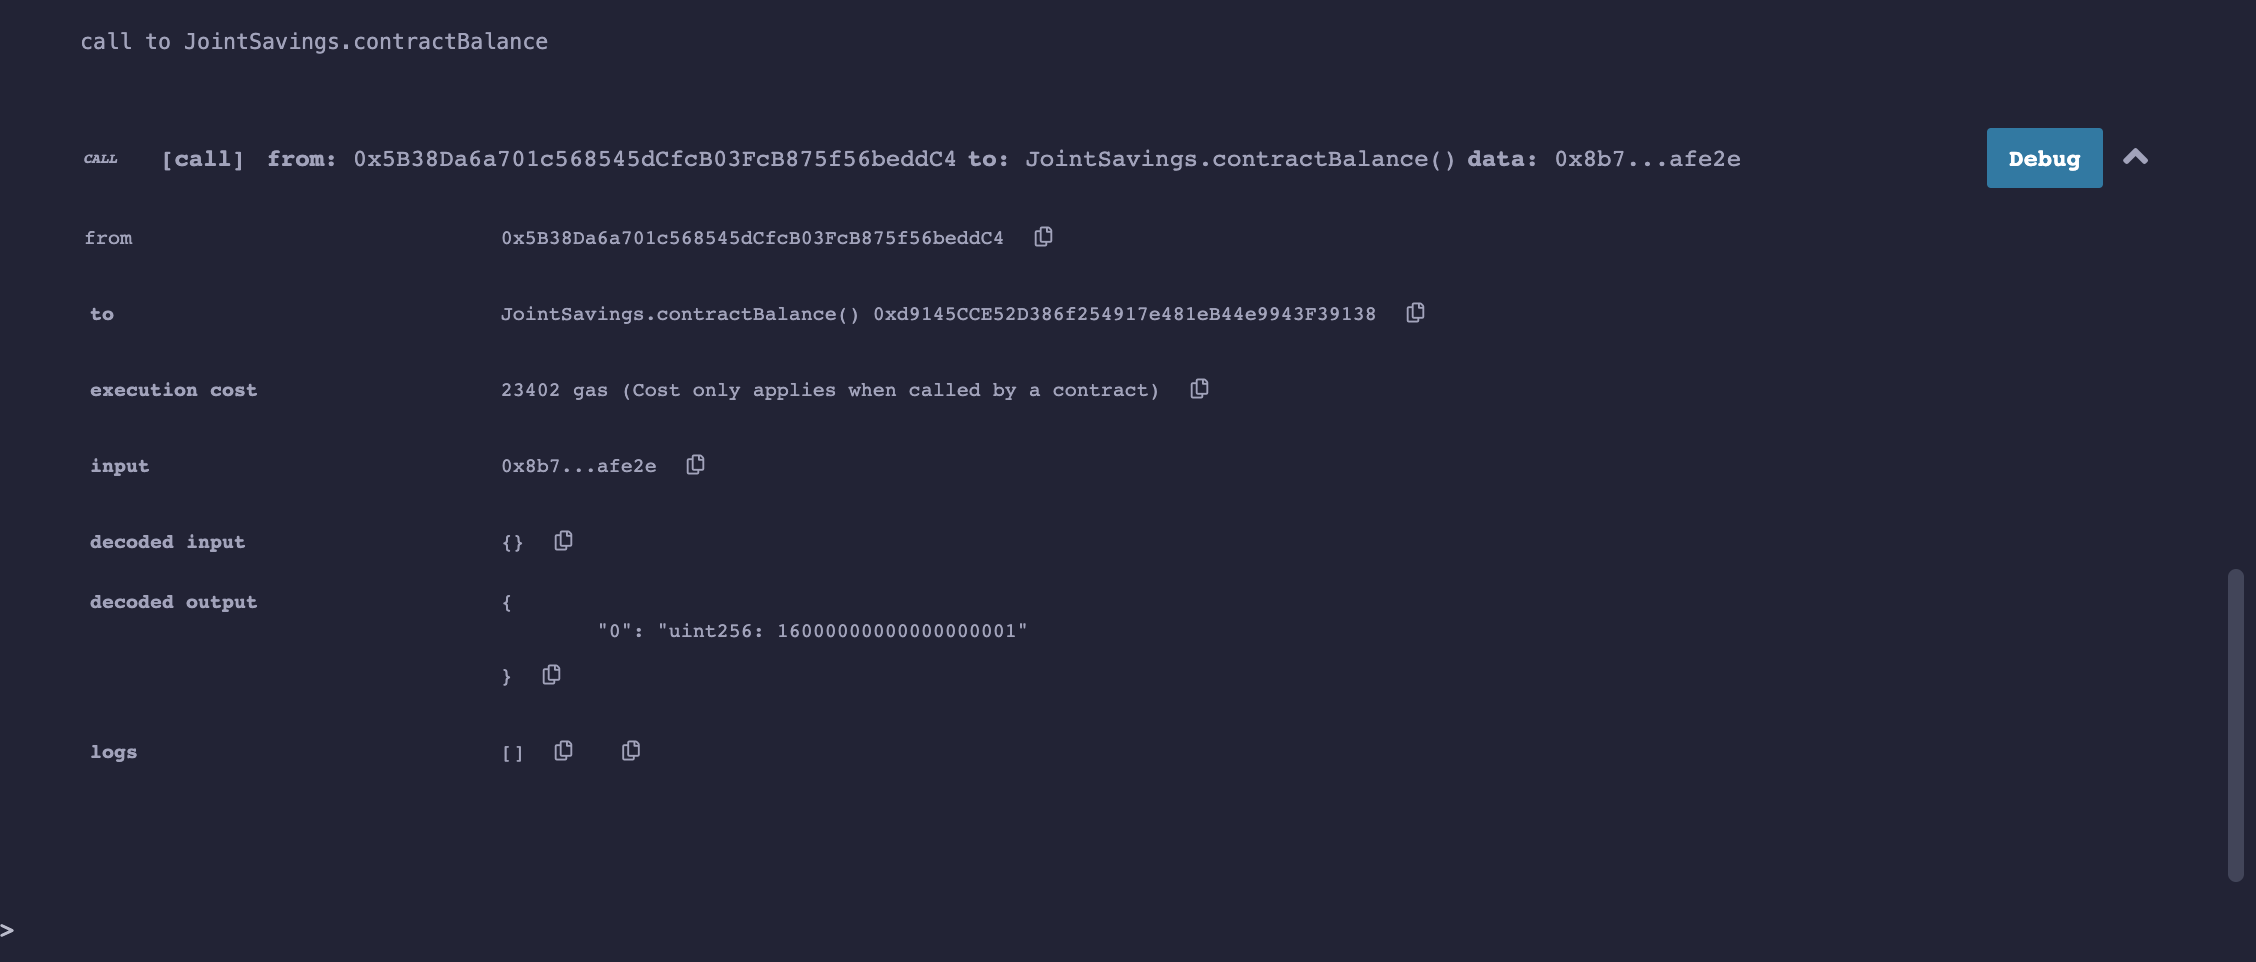 call to JointSavings.contractBalance
CALL [call] from: 0x5B38Da6a701c568545dCfcB03FcB875f56beddC4 to: JointSavings.contractBalance() data: 0x8b7...afe2e Debug
from 0x5B38Da6a701c568545dCfcB03FcB875f56beddC4
to JointSavings.contractBalance() 0xd9145CCE52D386f254917e481eB44e9943F39138
execution cost 23402 gas (Cost only applies when called by a contract)
input 0x8b7...afe2e
decoded input {}
decoded output {
"0": "uint256: 16000000000000000001"
}
logs []
>